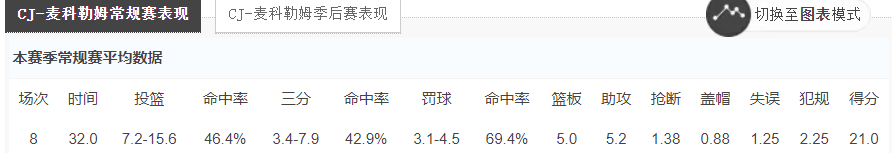 CJ-麦科勒姆常规赛表现 CJ-麦科勒姆季后赛表现 切换至图表模式
本赛季常规赛平均数据
场次 时间 投篮 命中率 三分 命中率 罚球 命中率 篮板 助攻 抢断 盖帽 失误 犯规 得分
8 32.0 7.2-15.6 46.4% 3.4-7.9 42.9% 3.1-4.5 69.4% 5.0 5.2 1.38 0.88 1.25 2.25 21.0